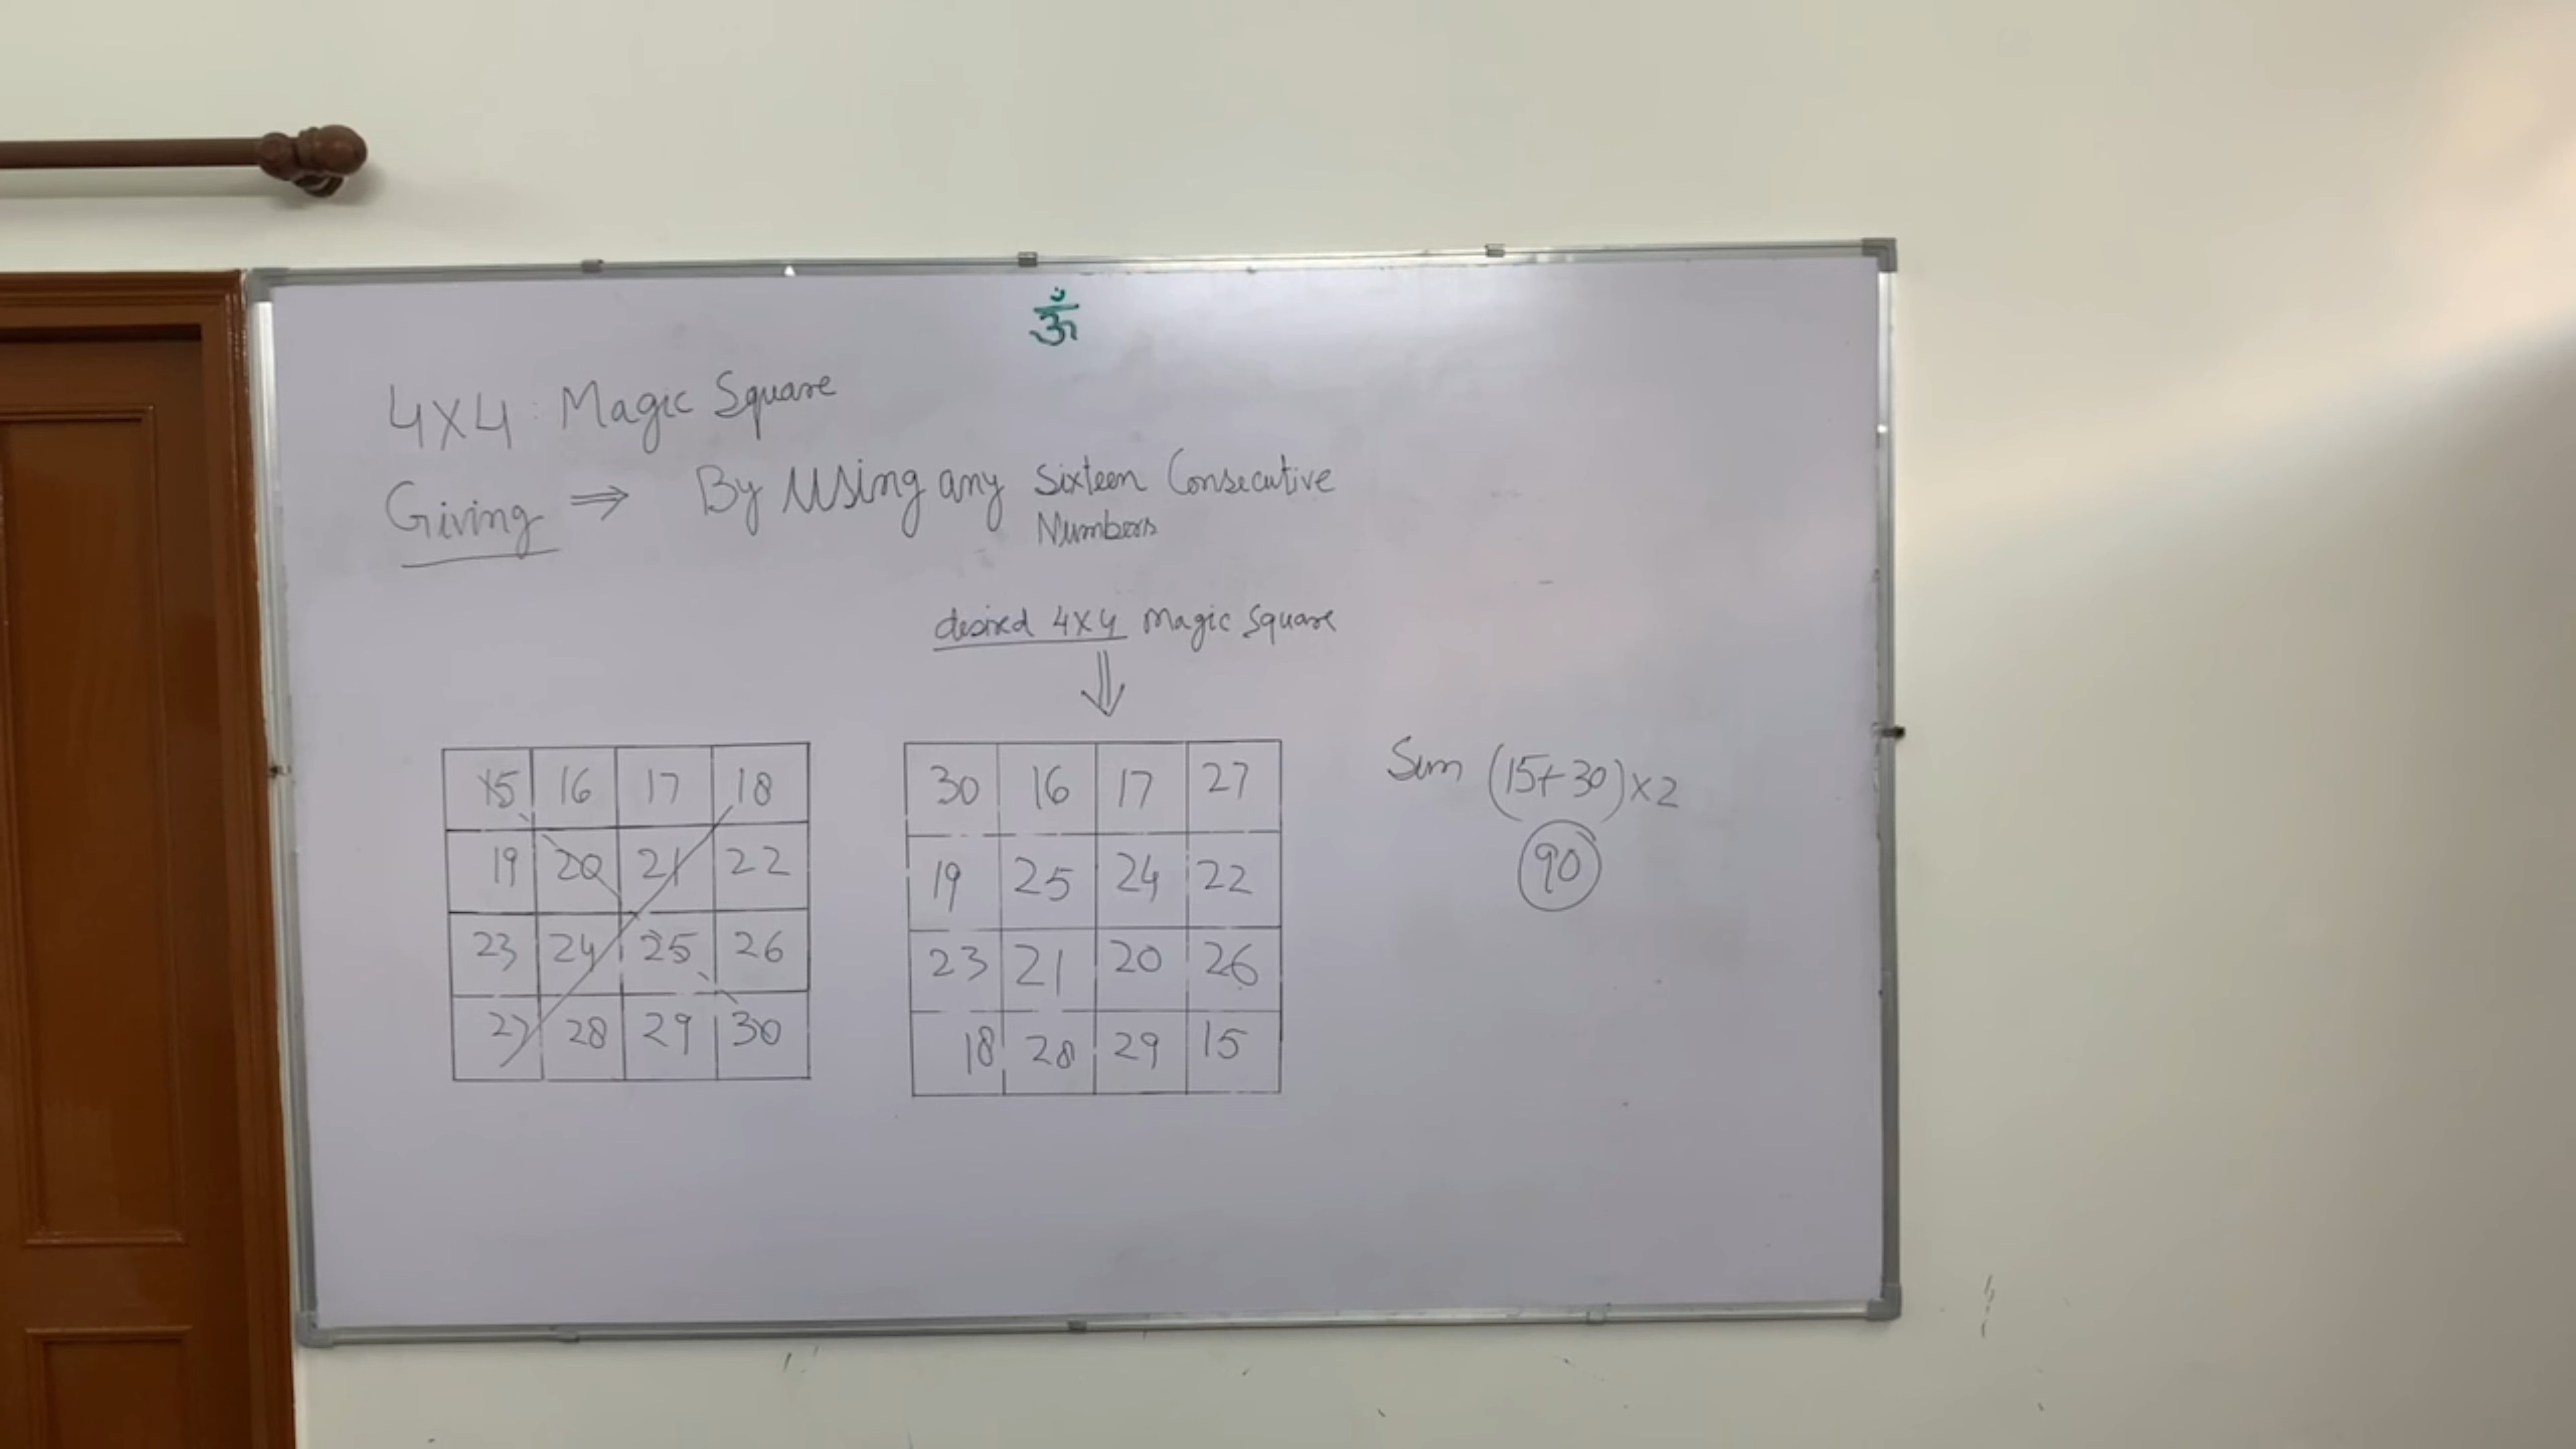 ॐ
4X4 : Magic Square
Giving ⇒ By Using any Sixteen Consecutive
Numbers
desired 4X4 Magic Square
⇓
15 16 17 18
19 20 21 22
23 24 25 26
27 28 29 30
30 16 17 27
19 25 24 22
23 21 20 26
18 28 29 15
Sum (15+30)×2
90